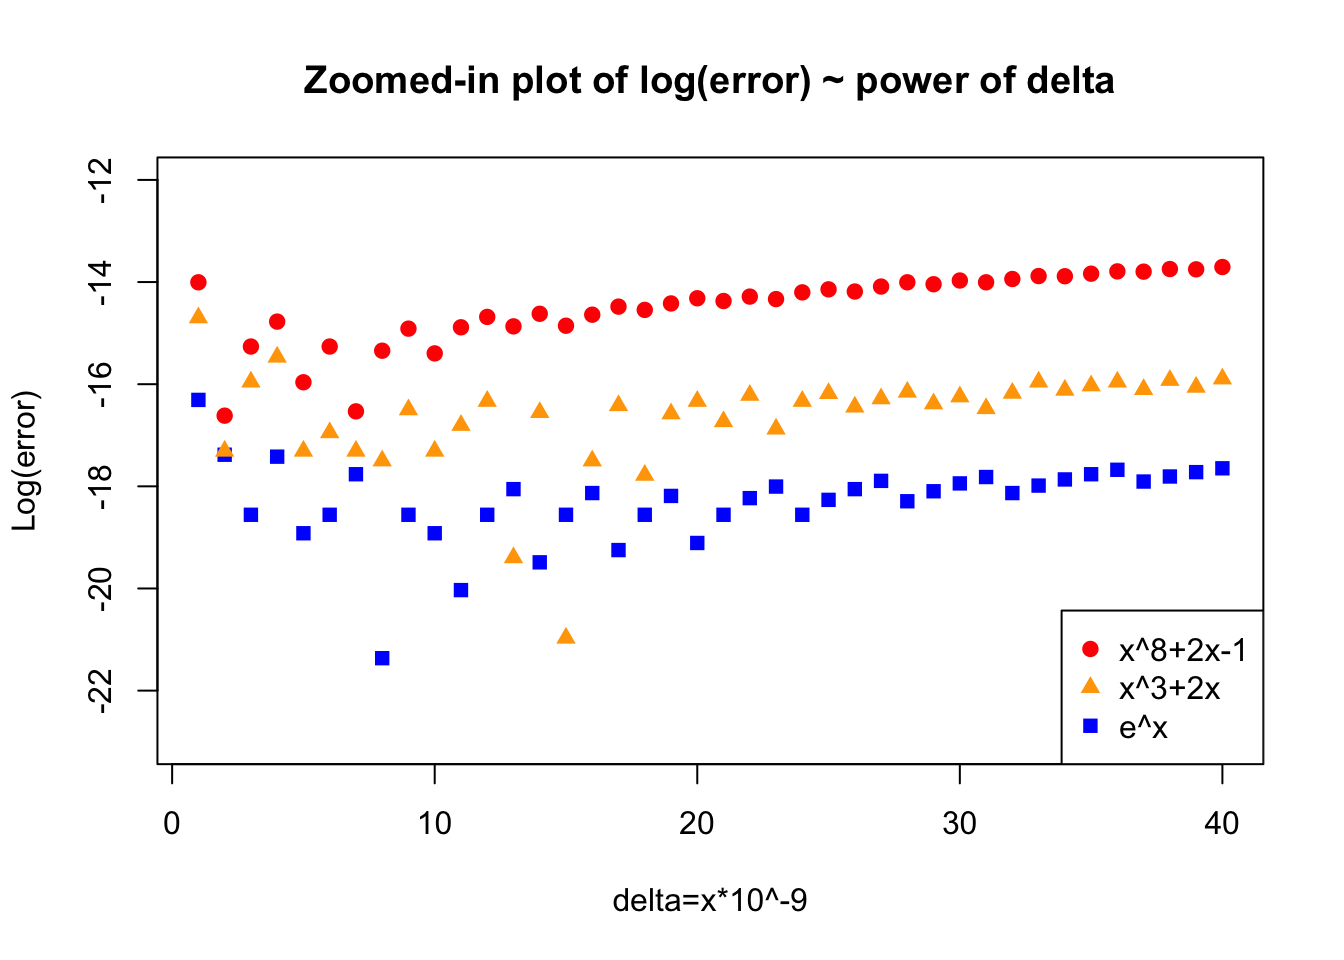 Zoomed-in plot of log(error) ~ power of delta
Log(error)
-12
-14
-16
-18
-20
-22
x^8+2x-1
x^3+2x
e^x
0 10 20 30 40
delta=x*10^-9